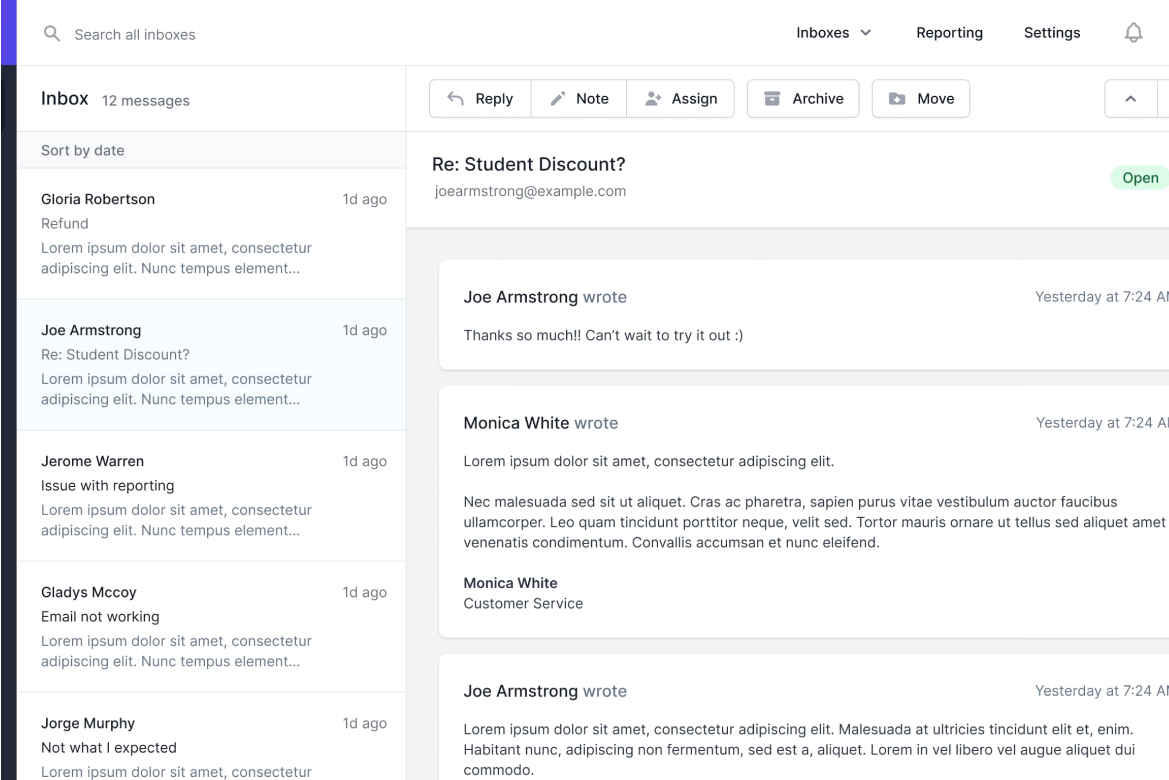 Search all inboxes
Inboxes
Reporting
Settings
Inbox 12 messages
Reply
Note
Assign
Archive
Move
Sort by date
Gloria Robertson 1d ago
Refund
Lorem ipsum dolor sit amet, consectetur
adipiscing elit. Nunc tempus element...
Joe Armstrong 1d ago
Re: Student Discount?
Lorem ipsum dolor sit amet, consectetur
adipiscing elit. Nunc tempus element...
Jerome Warren 1d ago
Issue with reporting
Lorem ipsum dolor sit amet, consectetur
adipiscing elit. Nunc tempus element...
Gladys Mccoy 1d ago
Email not working
Lorem ipsum dolor sit amet, consectetur
adipiscing elit. Nunc tempus element...
Jorge Murphy 1d ago
Not what I expected
Lorem ipsum dolor sit amet, consectetur
Re: Student Discount?
joearmstrong@example.com
Open
Joe Armstrong wrote Yesterday at 7:24 AM
Thanks so much!! Can’t wait to try it out :)
Monica White wrote Yesterday at 7:24 AM
Lorem ipsum dolor sit amet, consectetur adipiscing elit.
Nec malesuada sed sit ut aliquet. Cras ac pharetra, sapien purus vitae vestibulum auctor faucibus
ullamcorper. Leo quam tincidunt porttitor neque, velit sed. Tortor mauris ornare ut tellus sed aliquet amet
venenatis condimentum. Convallis accumsan et nunc eleifend.
Monica White
Customer Service
Joe Armstrong wrote Yesterday at 7:24 AM
Lorem ipsum dolor sit amet, consectetur adipiscing elit. Malesuada at ultricies tincidunt elit et, enim.
Habitant nunc, adipiscing non fermentum, sed est a, aliquet. Lorem in vel libero vel augue aliquet dui
commodo.